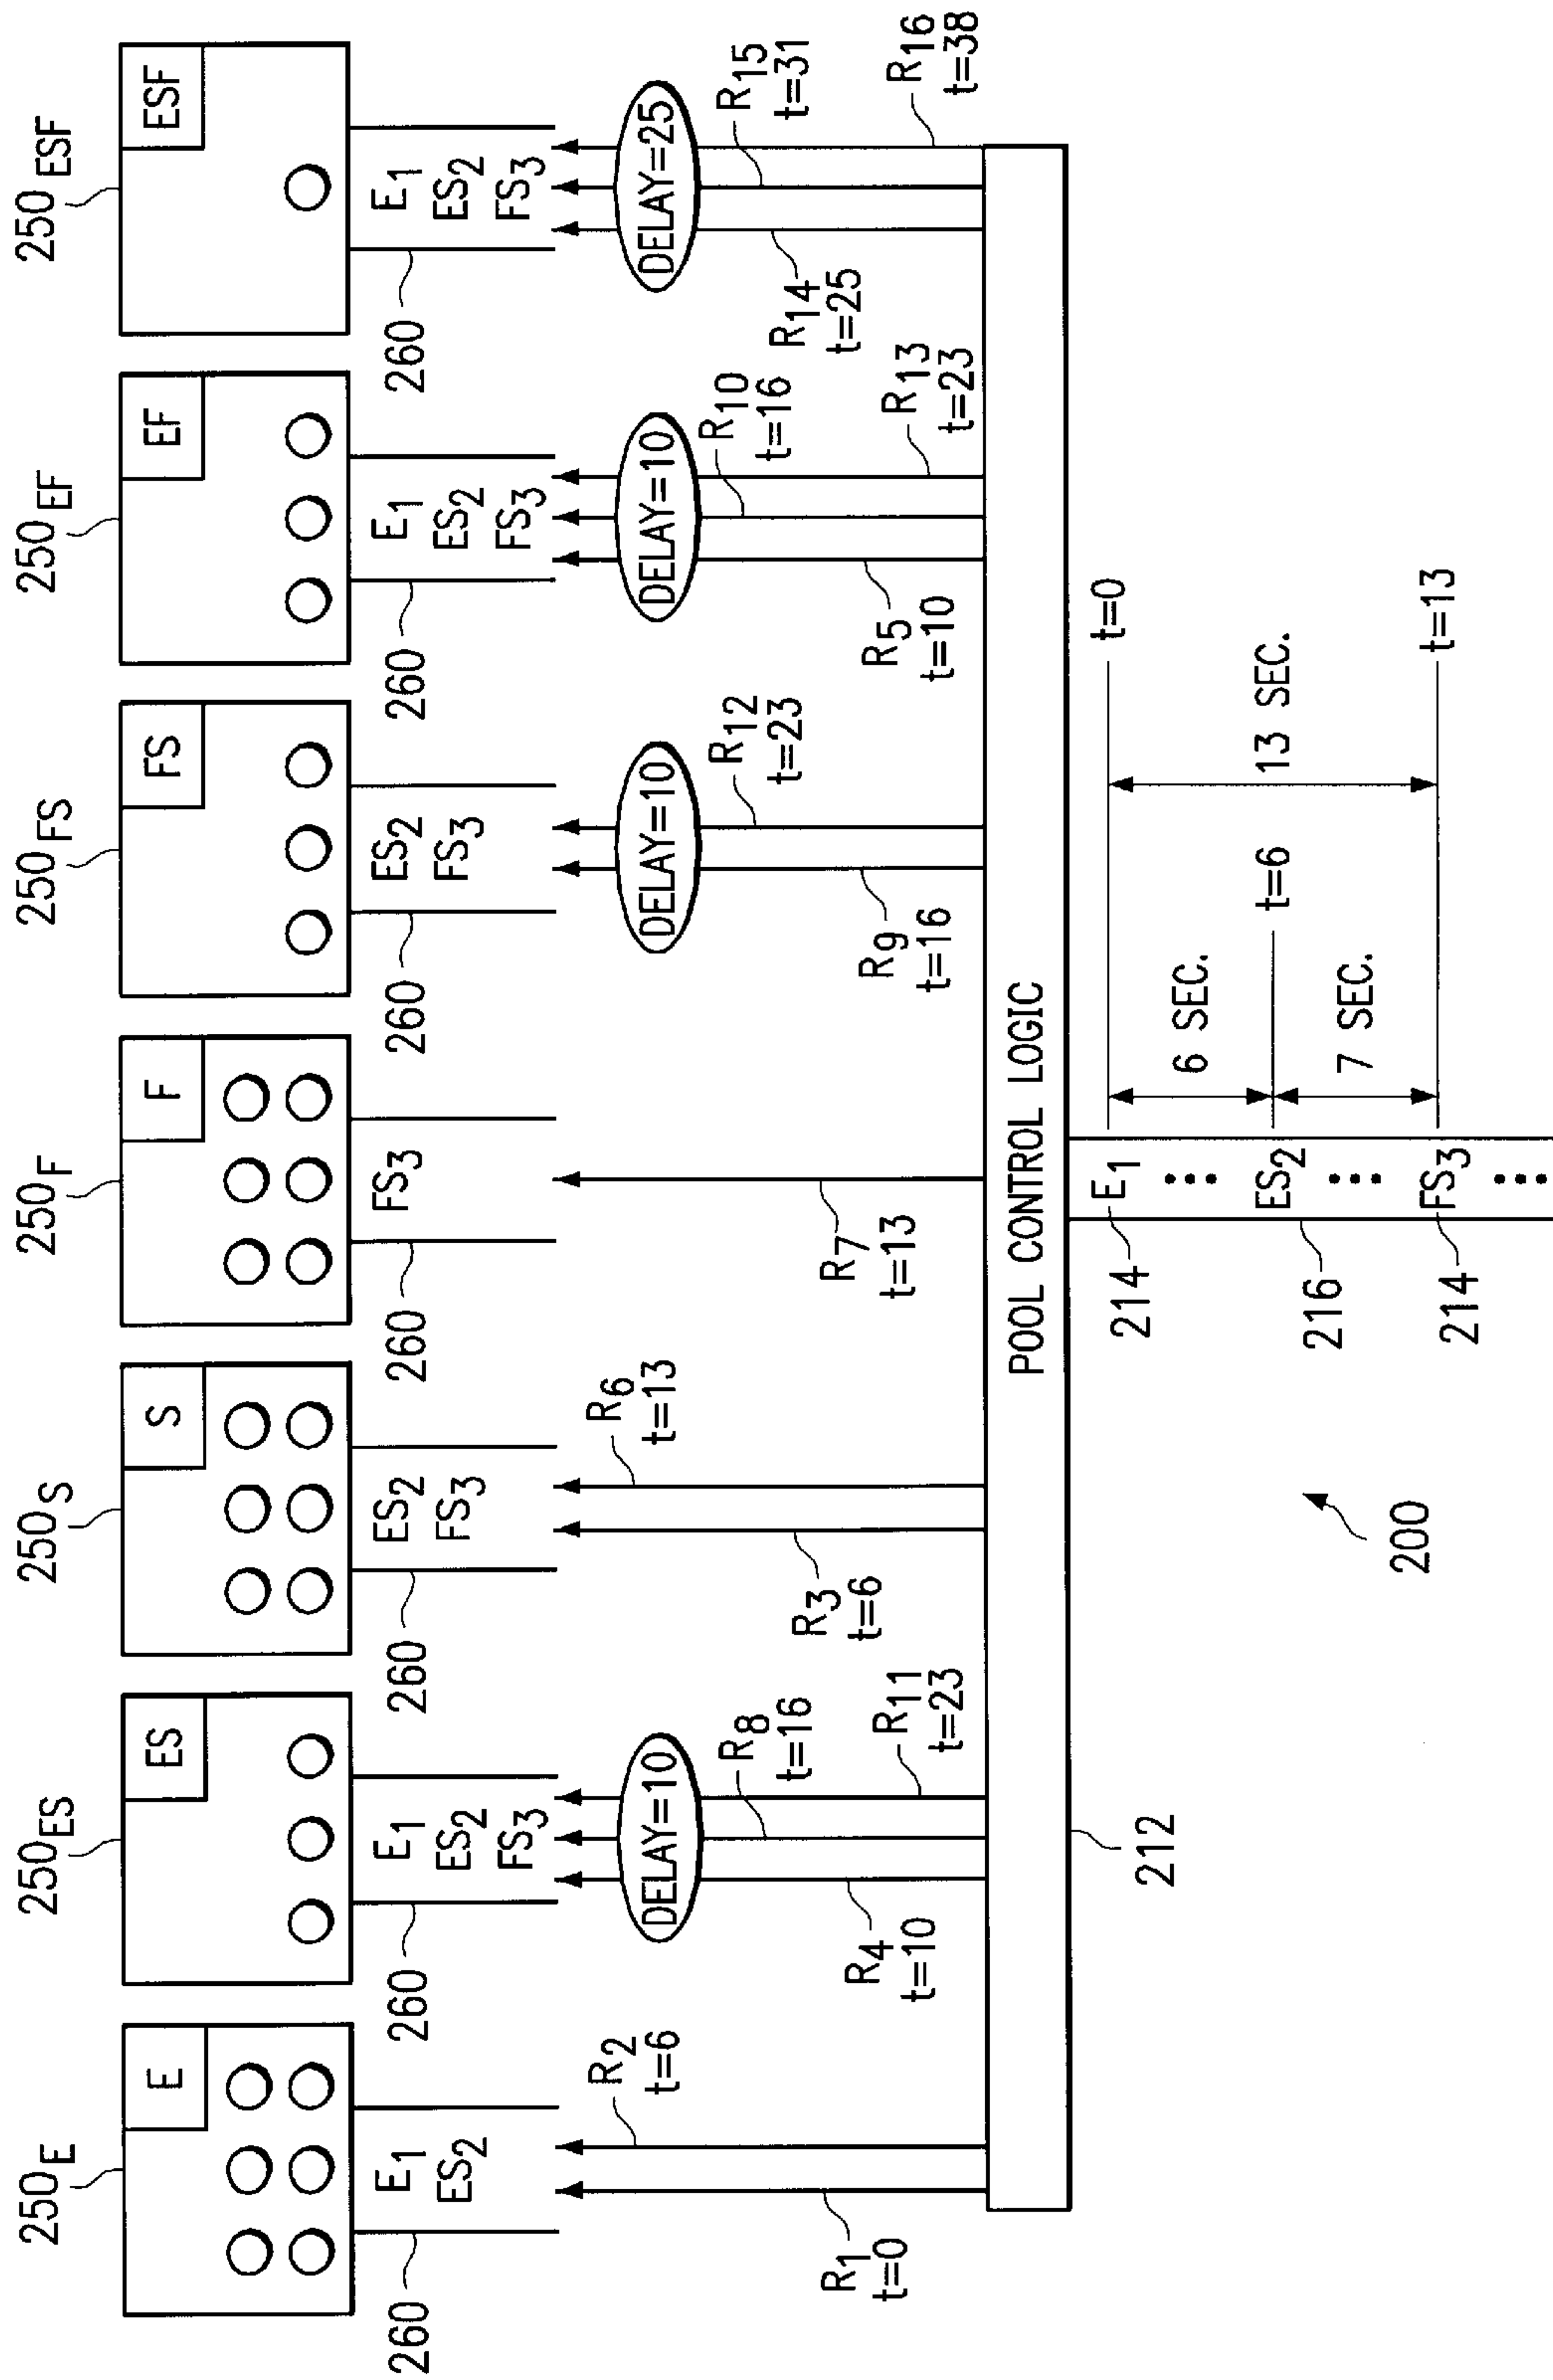 250E
250ES
250S
250F
250FS
250EF
250ESF
E
ES
S
F
FS
EF
ESF
260
E1
ES2
260
E1
ES2
FS3
260
ES2
FS3
260
FS3
260
ES2
FS3
260
E1
ES2
FS3
260
E1
ES2
FS3
DELAY=10
DELAY=10
DELAY=10
DELAY=25
R1
t=0
R2
t=6
R4
t=10
R8
t=16
R11
t=23
R3
t=6
R6
t=13
R7
t=13
R9
t=16
R12
t=23
R5
t=10
R10
t=16
R13
t=23
R14
t=25
R15
t=31
R16
t=38
POOL CONTROL LOGIC
212
200
214
E1
216
ES2
214
FS3
6 SEC.
7 SEC.
13 SEC.
t=0
t=6
t=13